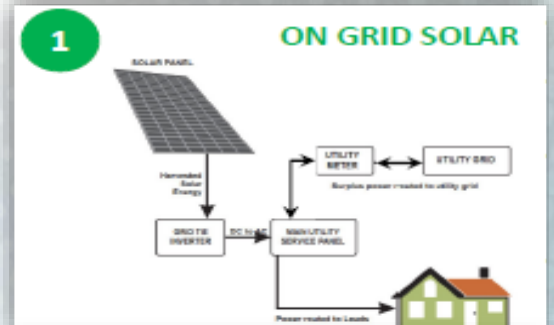 1
ON GRID SOLAR
SOLAR PANEL
UTILITY
METER
UTILITY GRID
Surplus power routed to utility grid
Harvested
Solar
Energy
GRID TIE
INVERTER
DC to AC
MAIN UTILITY
SERVICE PANEL
Power routed to Loads